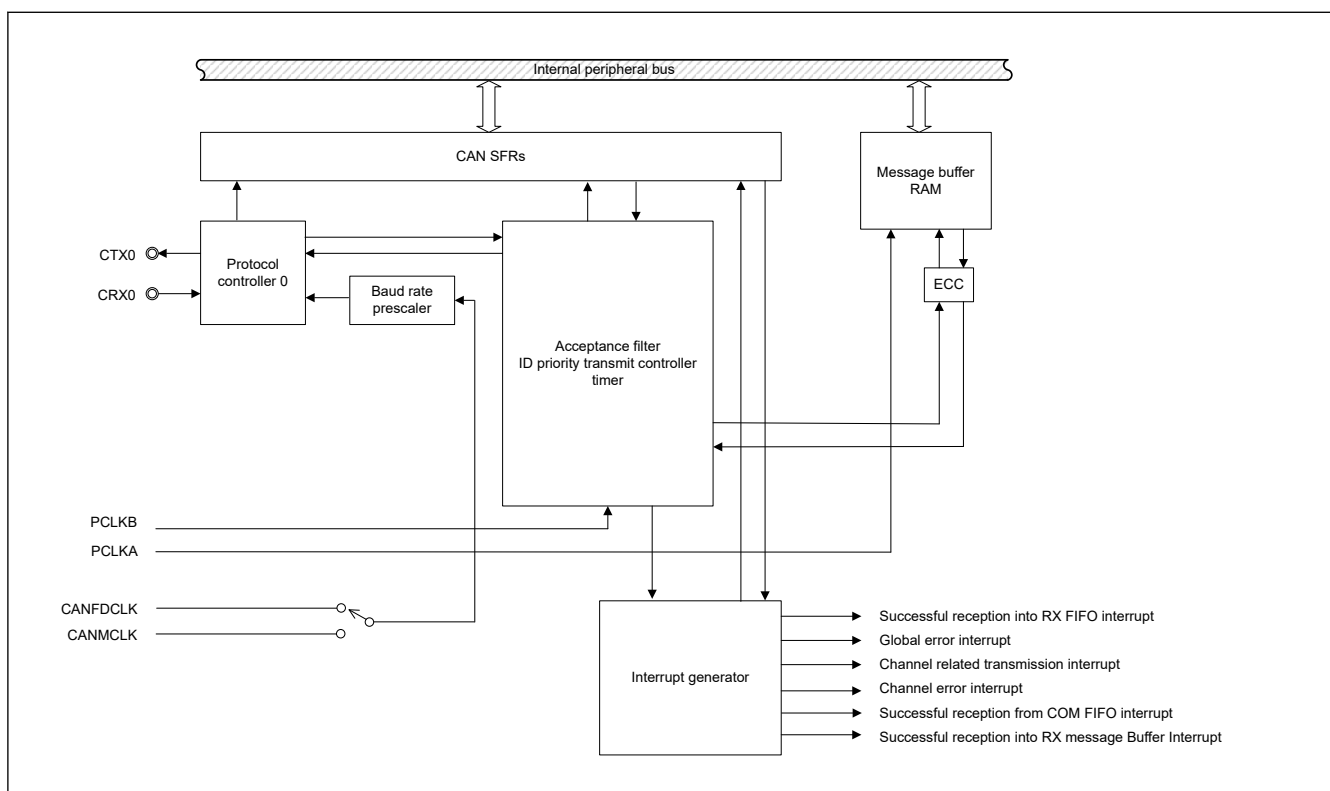 Internal peripheral bus
CAN SFRs
Message buffer
RAM
CTX0
CRX0
Protocol
controller 0
Baud rate
prescaler
ECC
Acceptance filter
ID priority transmit controller
timer
PCLKB
PCLKA
CANFDCLK
CANMCLK
Interrupt generator
Successful reception into RX FIFO interrupt
Global error interrupt
Channel related transmission interrupt
Channel error interrupt
Successful reception from COM FIFO interrupt
Successful reception into RX message Buffer Interrupt